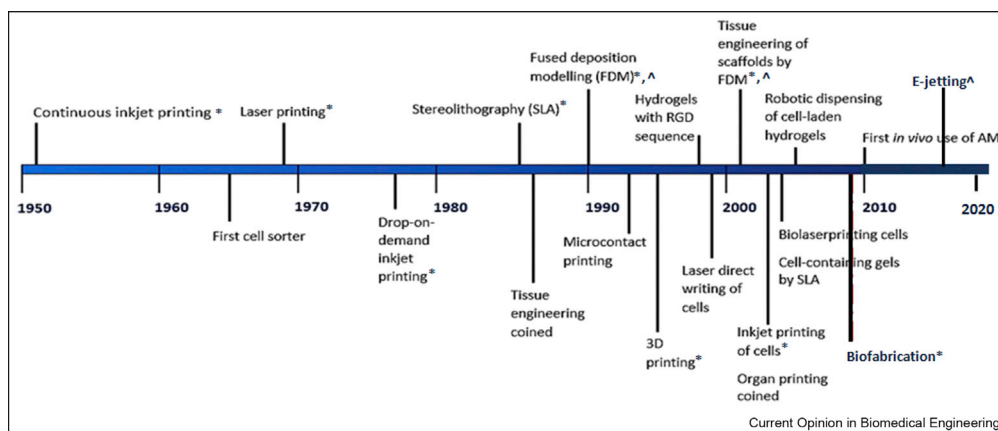 Continuous inkjet printing *
Laser printing*
Stereolithography (SLA)*
Fused deposition
modelling (FDM)*,^
Hydrogels
with RGD
sequence
Tissue
engineering of
scaffolds by
FDM*,^
Robotic dispensing
of cell-laden
hydrogels
First in vivo use of AM
E-jetting^
1950
1960
1970
1980
1990
2000
2010
2020
First cell sorter
Drop-on-
demand
inkjet
printing*
Tissue
engineering
coined
Microcontact
printing
3D
printing*
Laser direct
writing of
cells
Inkjet printing
of cells*
Organ printing
coined
Biolaserprinting cells
Cell-containing gels
by SLA
Biofabrication*
Current Opinion in Biomedical Engineering